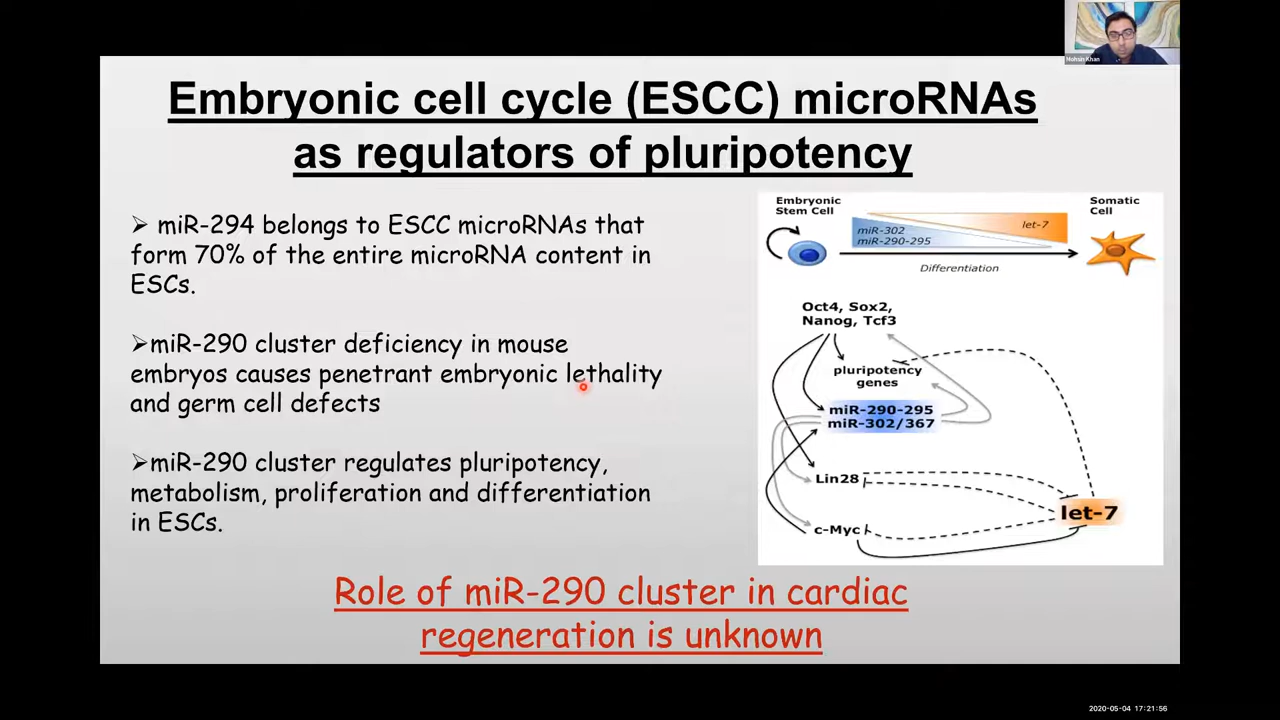 Mohsin Khan
Embryonic cell cycle (ESCC) microRNAs
as regulators of pluripotency
➢ miR-294 belongs to ESCC microRNAs that
form 70% of the entire microRNA content in
ESCs.
➢miR-290 cluster deficiency in mouse
embryos causes penetrant embryonic lethality
and germ cell defects
➢miR-290 cluster regulates pluripotency,
metabolism, proliferation and differentiation
in ESCs.
Embryonic
Stem Cell
Somatic
Cell
let-7
miR-302
miR-290-295
Differentiation
Oct4, Sox2,
Nanog, Tcf3
pluripotency
genes
miR-290-295
miR-302/367
Lin28
let-7
c-Myc
Role of miR-290 cluster in cardiac
regeneration is unknown
2020-05-04 17:21:56